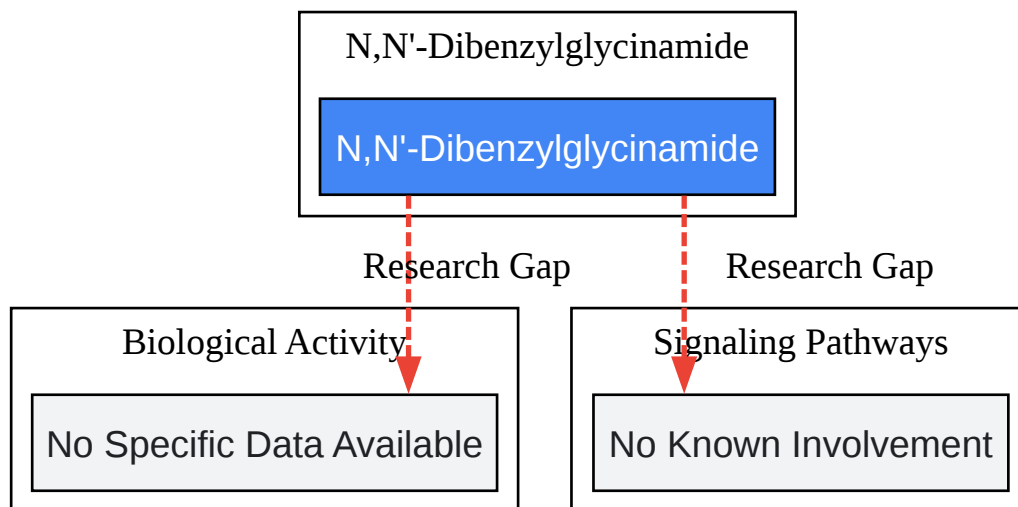 N,N'-Dibenzylglycinamide
N,N'-Dibenzylglycinamide
Research Gap
Research Gap
Biological Activity
Signaling Pathways
No Specific Data Available
No Known Involvement